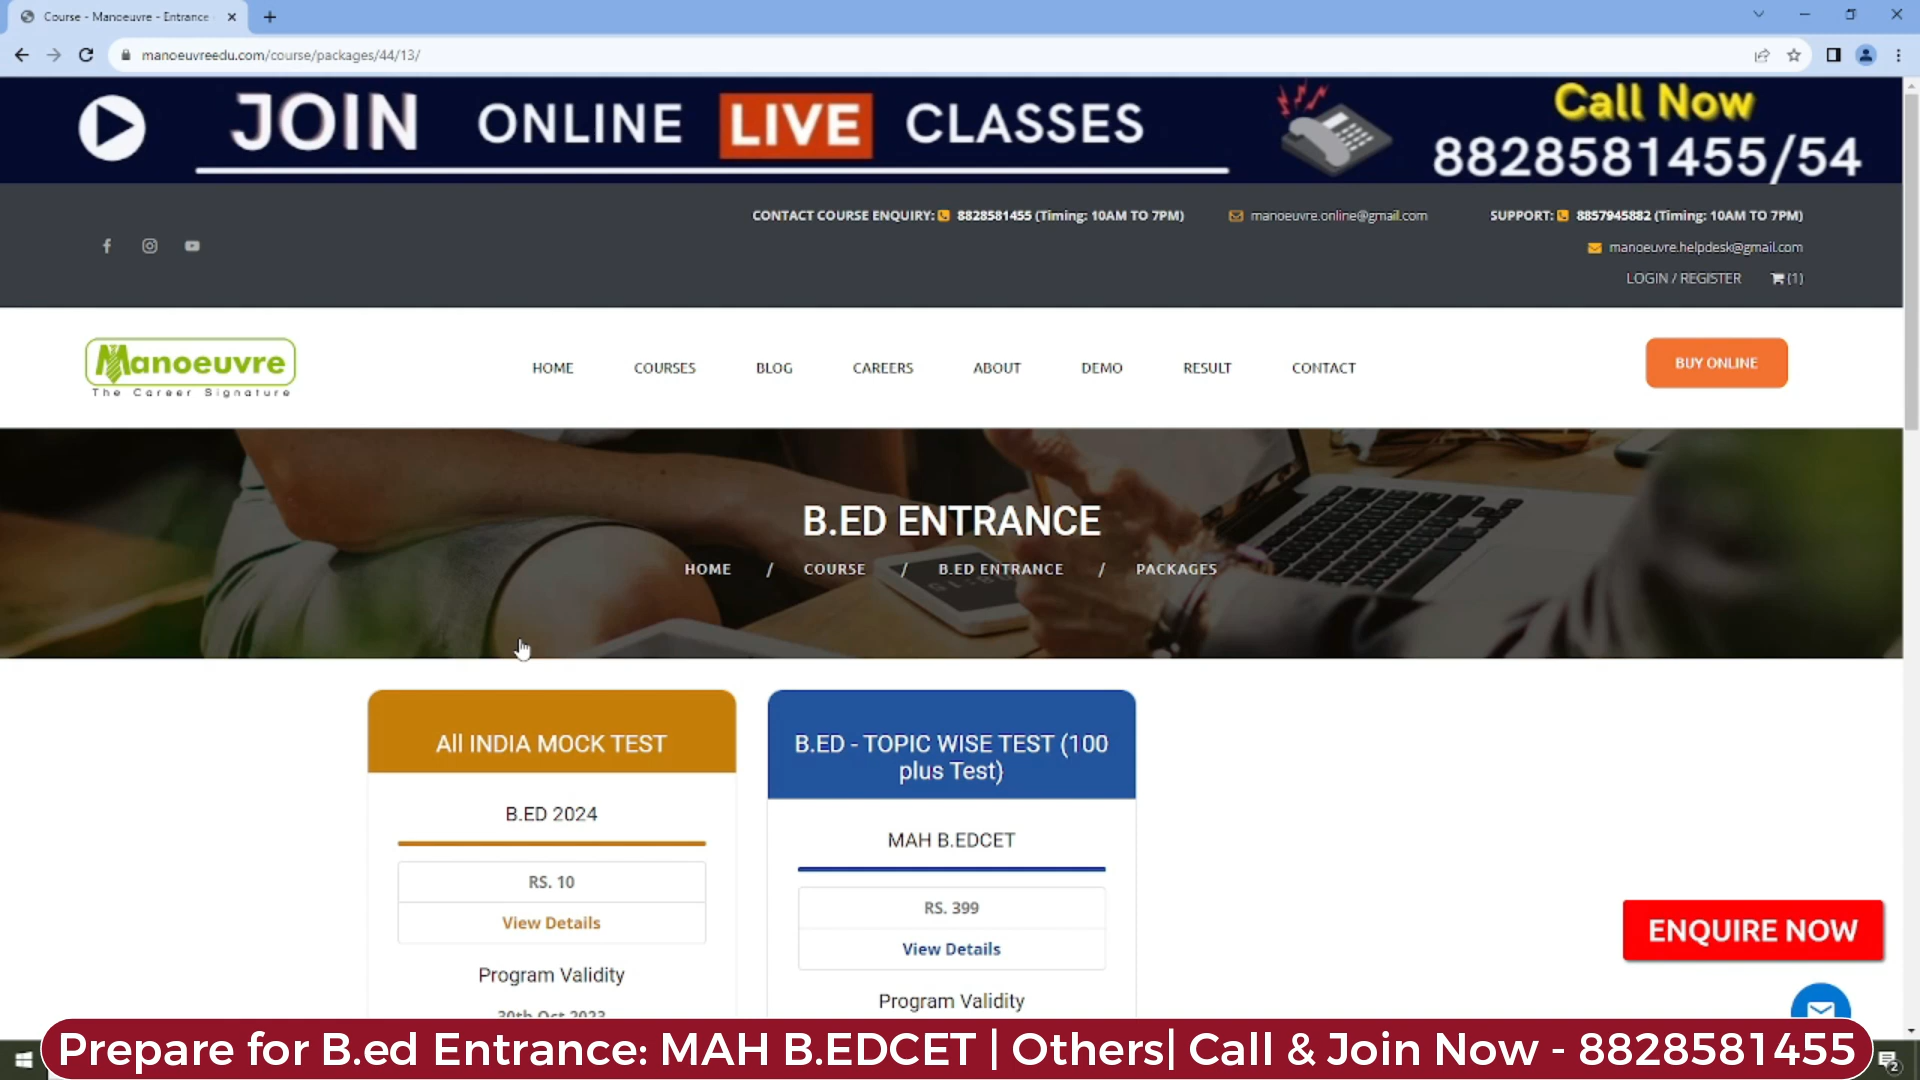 Course - Manoeuvre - Entrance
manoeuvreedu.com/course/packages/44/13/
JOIN ONLINE LIVE CLASSES
Call Now
8828581455/54
CONTACT COURSE ENQUIRY: 8828581455 (Timing: 10AM TO 7PM) manoeuvre.online@gmail.com SUPPORT: 8857945882 (Timing: 10AM TO 7PM)
manoeuvre.helpdesk@gmail.com
LOGIN / REGISTER (1)
Manoeuvre
The Career Signature
HOME COURSES BLOG CAREERS ABOUT DEMO RESULT CONTACT BUY ONLINE
B.ED ENTRANCE
HOME / COURSE / B.ED ENTRANCE / PACKAGES
All INDIA MOCK TEST
B.ED 2024
RS. 10
View Details
Program Validity
30th Oct 2023
B.ED - TOPIC WISE TEST (100
plus Test)
MAH B.EDCET
RS. 399
View Details
Program Validity
ENQUIRE NOW
Prepare for B.ed Entrance: MAH B.EDCET | Others| Call & Join Now - 8828581455
2